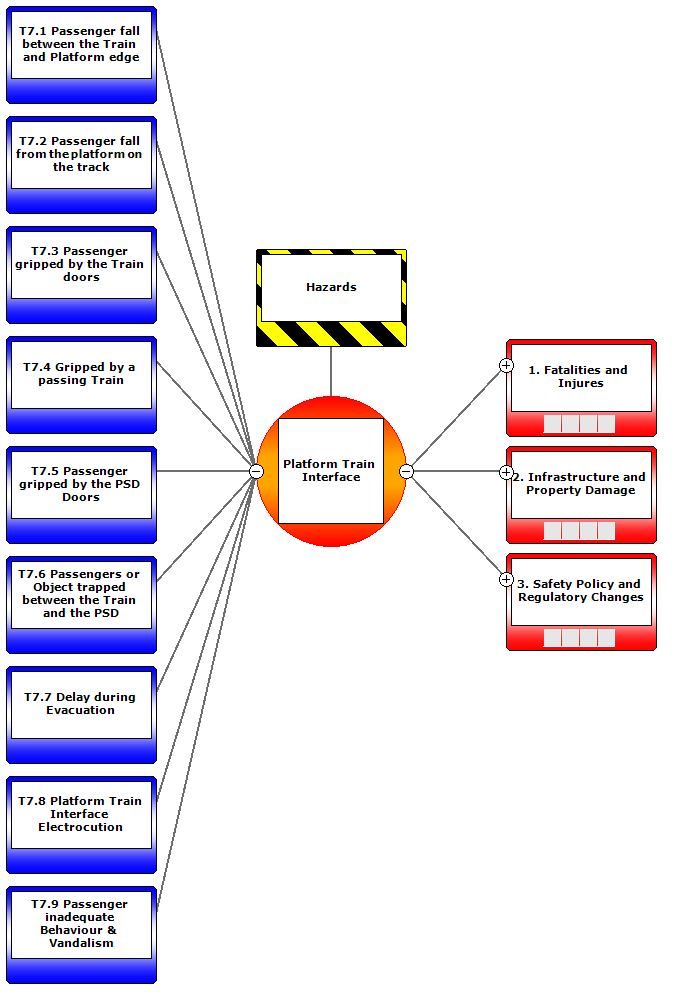 T7.1 Passenger fall
between the Train
and Platform edge
T7.2 Passenger fall
from the platform on
the track
T7.3 Passenger
gripped by the Train
doors
T7.4 Gripped by a
passing Train
T7.5 Passenger
gripped by the PSD
Doors
T7.6 Passengers or
Object trapped
between the Train
and the PSD
T7.7 Delay during
Evacuation
T7.8 Platform Train
Interface
Electrocution
T7.9 Passenger
inadequate
Behaviour &
Vandalism
Hazards
Platform Train
Interface
1. Fatalities and
Injures
2. Infrastructure and
Property Damage
3. Safety Policy and
Regulatory Changes